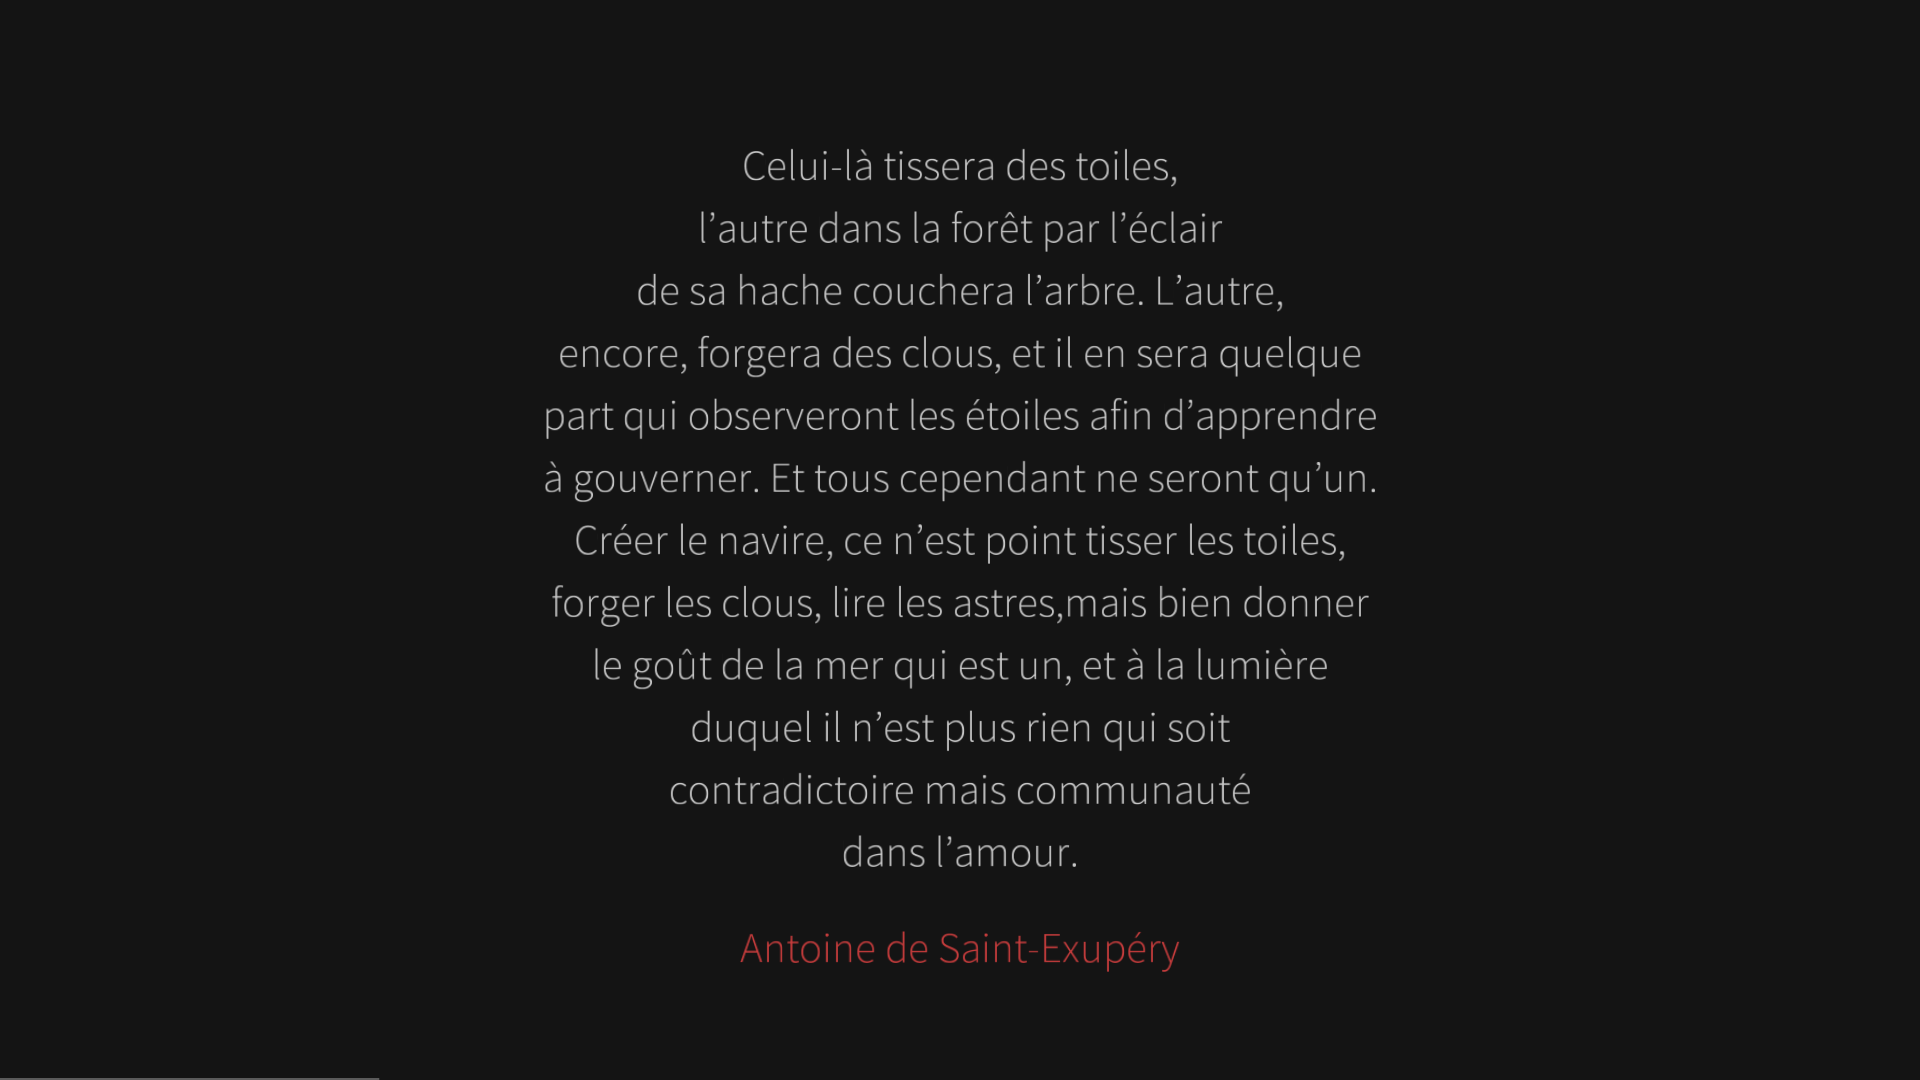 Celui-là tissera des toiles,
l’autre dans la forêt par l’éclair
de sa hache couchera l’arbre. L’autre,
encore, forgera des clous, et il en sera quelque
part qui observeront les étoiles afin d’apprendre
à gouverner. Et tous cependant ne seront qu’un.
Créer le navire, ce n’est point tisser les toiles,
forger les clous, lire les astres,mais bien donner
le goût de la mer qui est un, et à la lumière
duquel il n’est plus rien qui soit
contradictoire mais communauté
dans l’amour.
Antoine de Saint-Exupéry